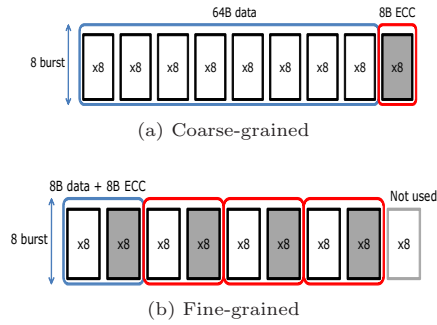 64B data 8B ECC
8 burst x8 x8 x8 x8 x8 x8 x8 x8 x8
(a) Coarse-grained
8B data + 8B ECC Not used
8 burst x8 x8 x8 x8 x8 x8 x8 x8 x8
(b) Fine-grained